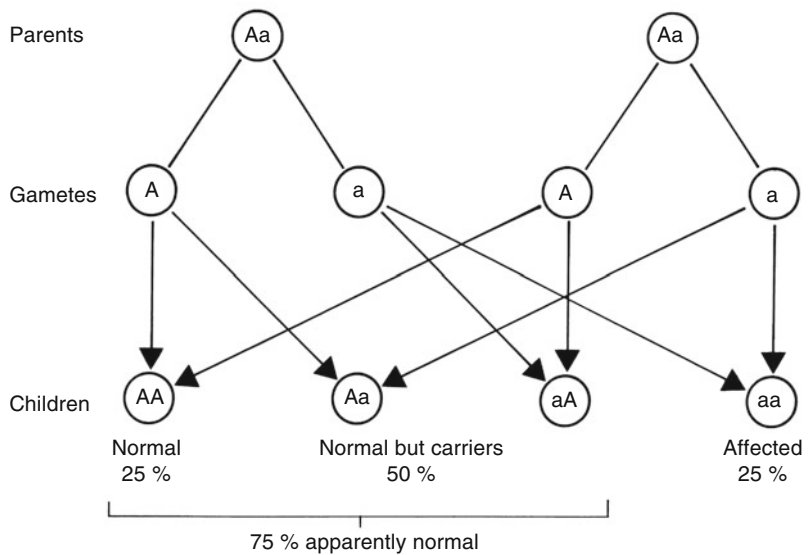 Parents Aa Aa
Gametes A a A a
Children AA Aa aA aa
Normal Normal but carriers Affected
25 % 50 % 25 %
75 % apparently normal